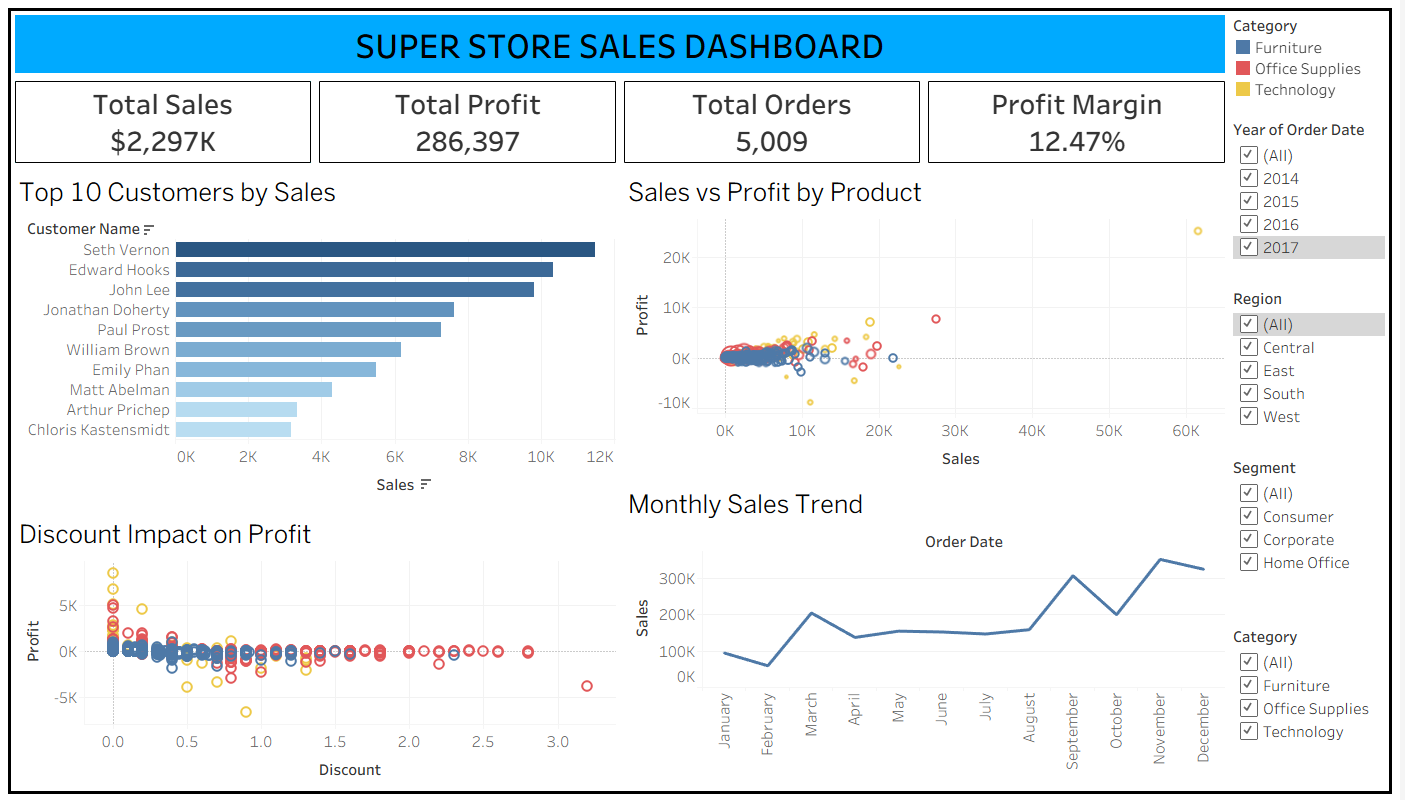 SUPER STORE SALES DASHBOARD
Total Sales
$2,297K
Total Profit
286,397
Total Orders
5,009
Profit Margin
12.47%
Top 10 Customers by Sales
Customer Name
Seth Vernon
Edward Hooks
John Lee
Jonathan Doherty
Paul Prost
William Brown
Emily Phan
Matt Abelman
Arthur Prichep
Chloris Kastensmidt
0K 2K 4K 6K 8K 10K 12K
Sales
Sales vs Profit by Product
Profit
20K
10K
0K
-10K
0K 10K 20K 30K 40K 50K 60K
Sales
Discount Impact on Profit
Profit
5K
0K
-5K
0.0 0.5 1.0 1.5 2.0 2.5 3.0
Discount
Monthly Sales Trend
Order Date
Sales
300K
200K
100K
0K
January February March April May June July August September October November December
Category
Furniture
Office Supplies
Technology
Year of Order Date
(All)
2014
2015
2016
2017
Region
(All)
Central
East
South
West
Segment
(All)
Consumer
Corporate
Home Office
Category
(All)
Furniture
Office Supplies
Technology